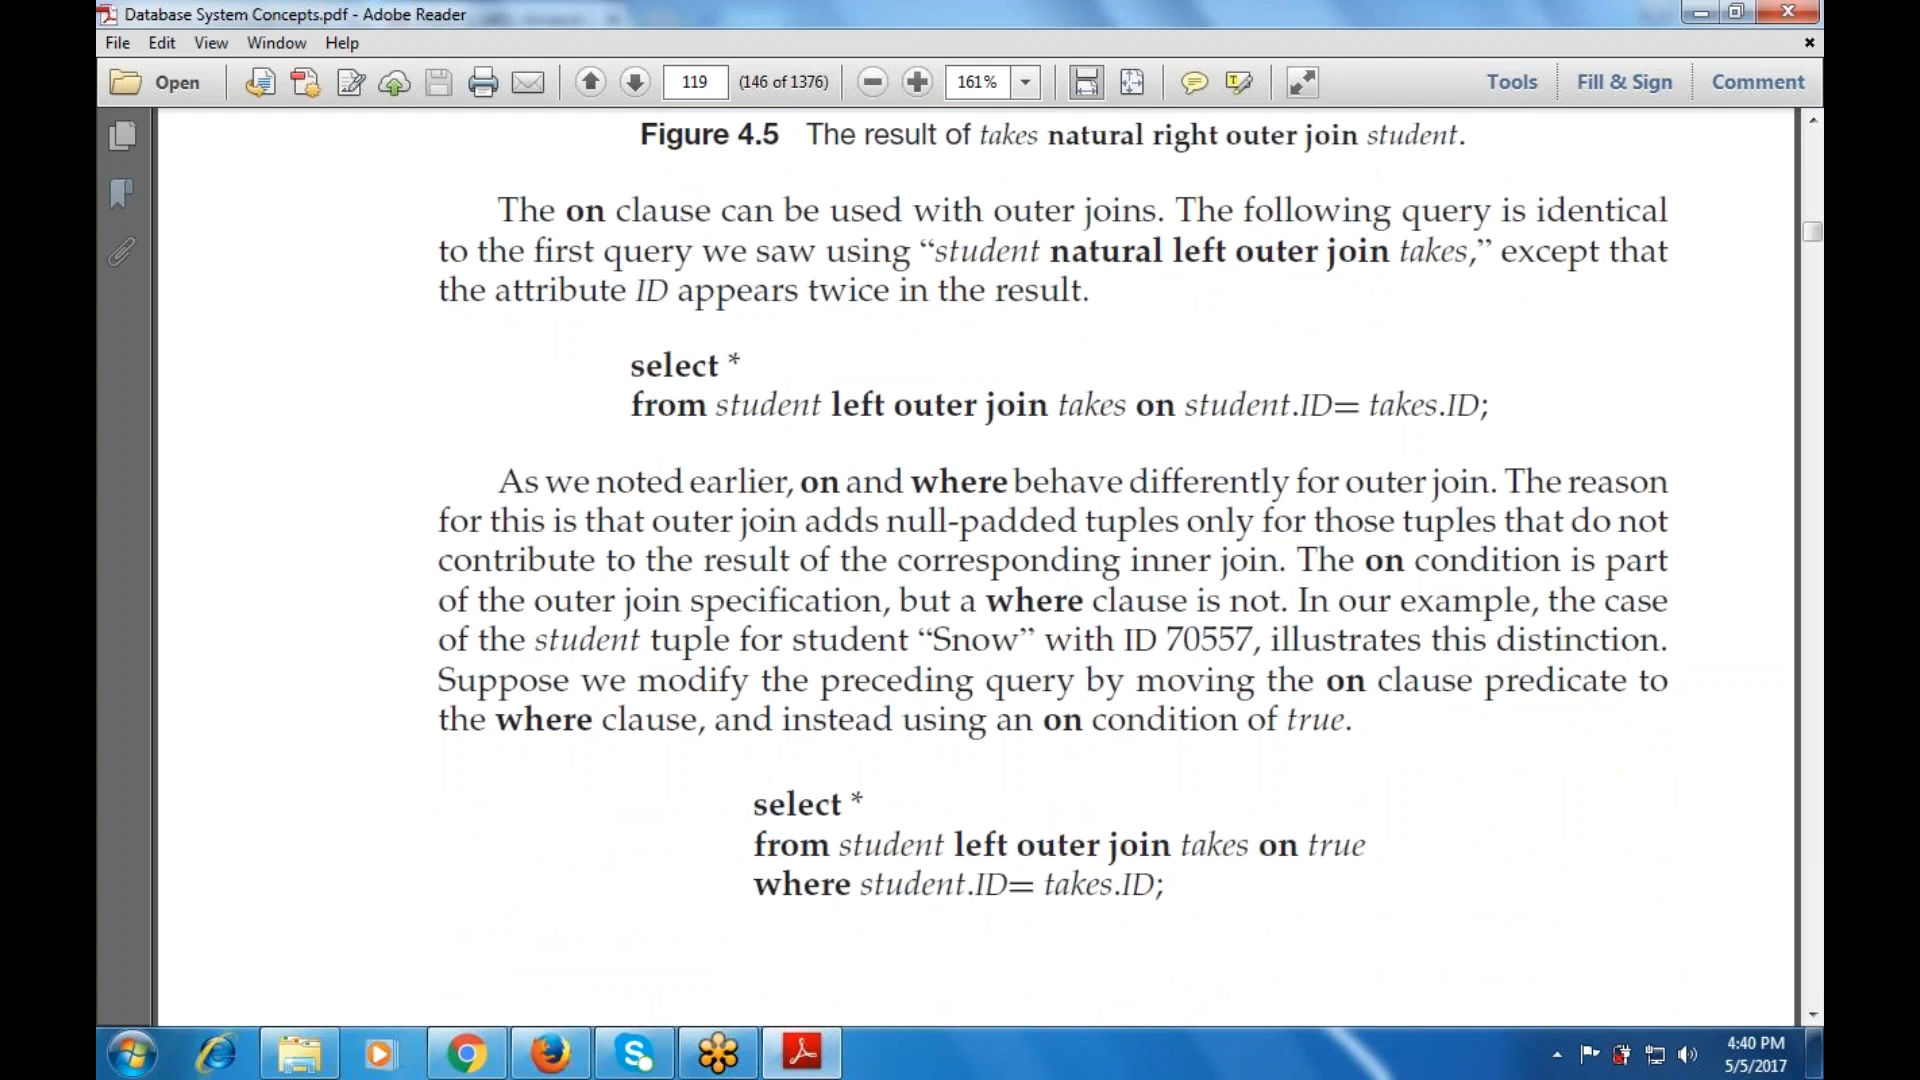 Database System Concepts.pdf - Adobe Reader
File Edit View Window Help
Open 119 (146 of 1376) 161% Tools Fill & Sign Comment
Figure 4.5 The result of takes natural right outer join student.
The on clause can be used with outer joins. The following query is identical
to the first query we saw using “student natural left outer join takes,” except that
the attribute ID appears twice in the result.
select *
from student left outer join takes on student.ID= takes.ID;
As we noted earlier, on and where behave differently for outer join. The reason
for this is that outer join adds null-padded tuples only for those tuples that do not
contribute to the result of the corresponding inner join. The on condition is part
of the outer join specification, but a where clause is not. In our example, the case
of the student tuple for student “Snow” with ID 70557, illustrates this distinction.
Suppose we modify the preceding query by moving the on clause predicate to
the where clause, and instead using an on condition of true.
select *
from student left outer join takes on true
where student.ID= takes.ID;
4:40 PM
5/5/2017